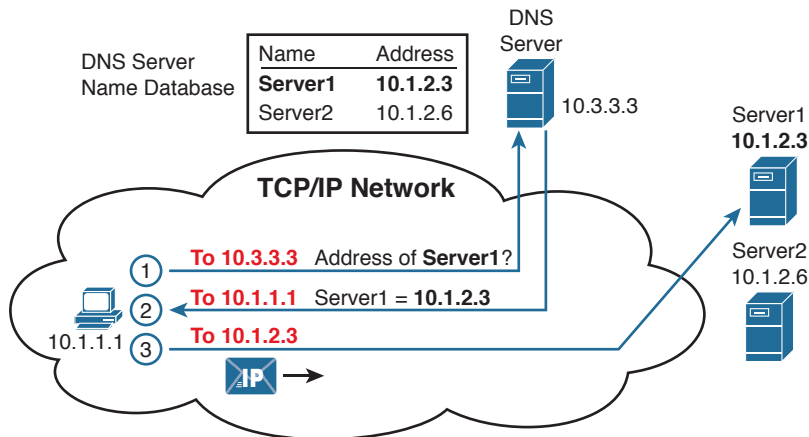 DNS
Server
DNS Server
Name Database
Name Address
Server1 10.1.2.3
Server2 10.1.2.6
10.3.3.3
Server1
10.1.2.3
TCP/IP Network
1 To 10.3.3.3 Address of Server1?
Server2
10.1.2.6
2 To 10.1.1.1 Server1 = 10.1.2.3
10.1.1.1
3 To 10.1.2.3
IP